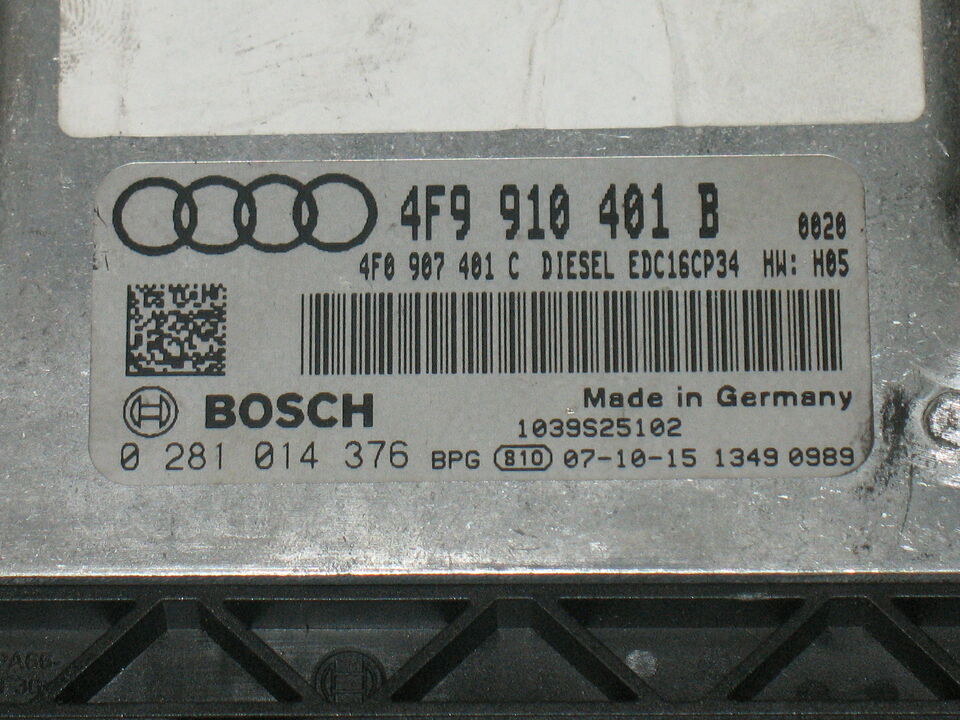 4F9 910 401 B 0020
4F0 907 401 C DIESEL EDC16CP34 HW: H05
BOSCH
Made in Germany
1039S25102
0 281 014 376 BPG 810 07-10-15 1349 0989